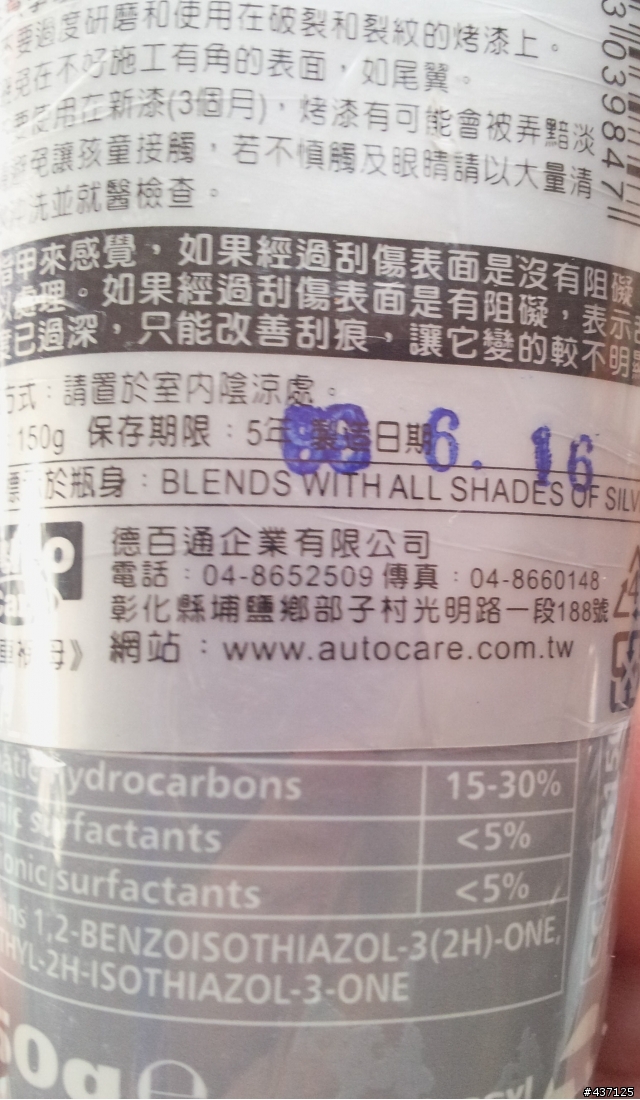 要過度研磨和使用在破裂和裂紋的烤漆上。
免在不好施工有角的表面，如尾翼。
要使用在新漆(3個月)，烤漆有可能會被弄黯淡
避免讓孩童接觸，若不慎觸及眼睛請以大量清
沖洗並就醫檢查。
3 039847
指甲來感覺，如果經過刮傷表面是沒有阻礙
以處理。如果經過刮傷表面是有阻礙，表示
已過深，只能改善刮痕，讓它變的較不明
方式：請置於室內陰涼處。
：150g 保存期限：5年 製造日期 6. 16
於瓶身：BLENDS WITH ALL SHADES OF SILV
德百通企業有限公司
電話：04-8652509 傳真：04-8660148
彰化縣埔鹽鄉部子村光明路一段188號
網站：www.autocare.com.tw
hydrocarbons 15-30%
surfactants <5%
ionic surfactants <5%
1,2-BENZOISOTHIAZOL-3(2H)-ONE,
THYL-2H-ISOTHIAZOL-3-ONE
50g e
#437125